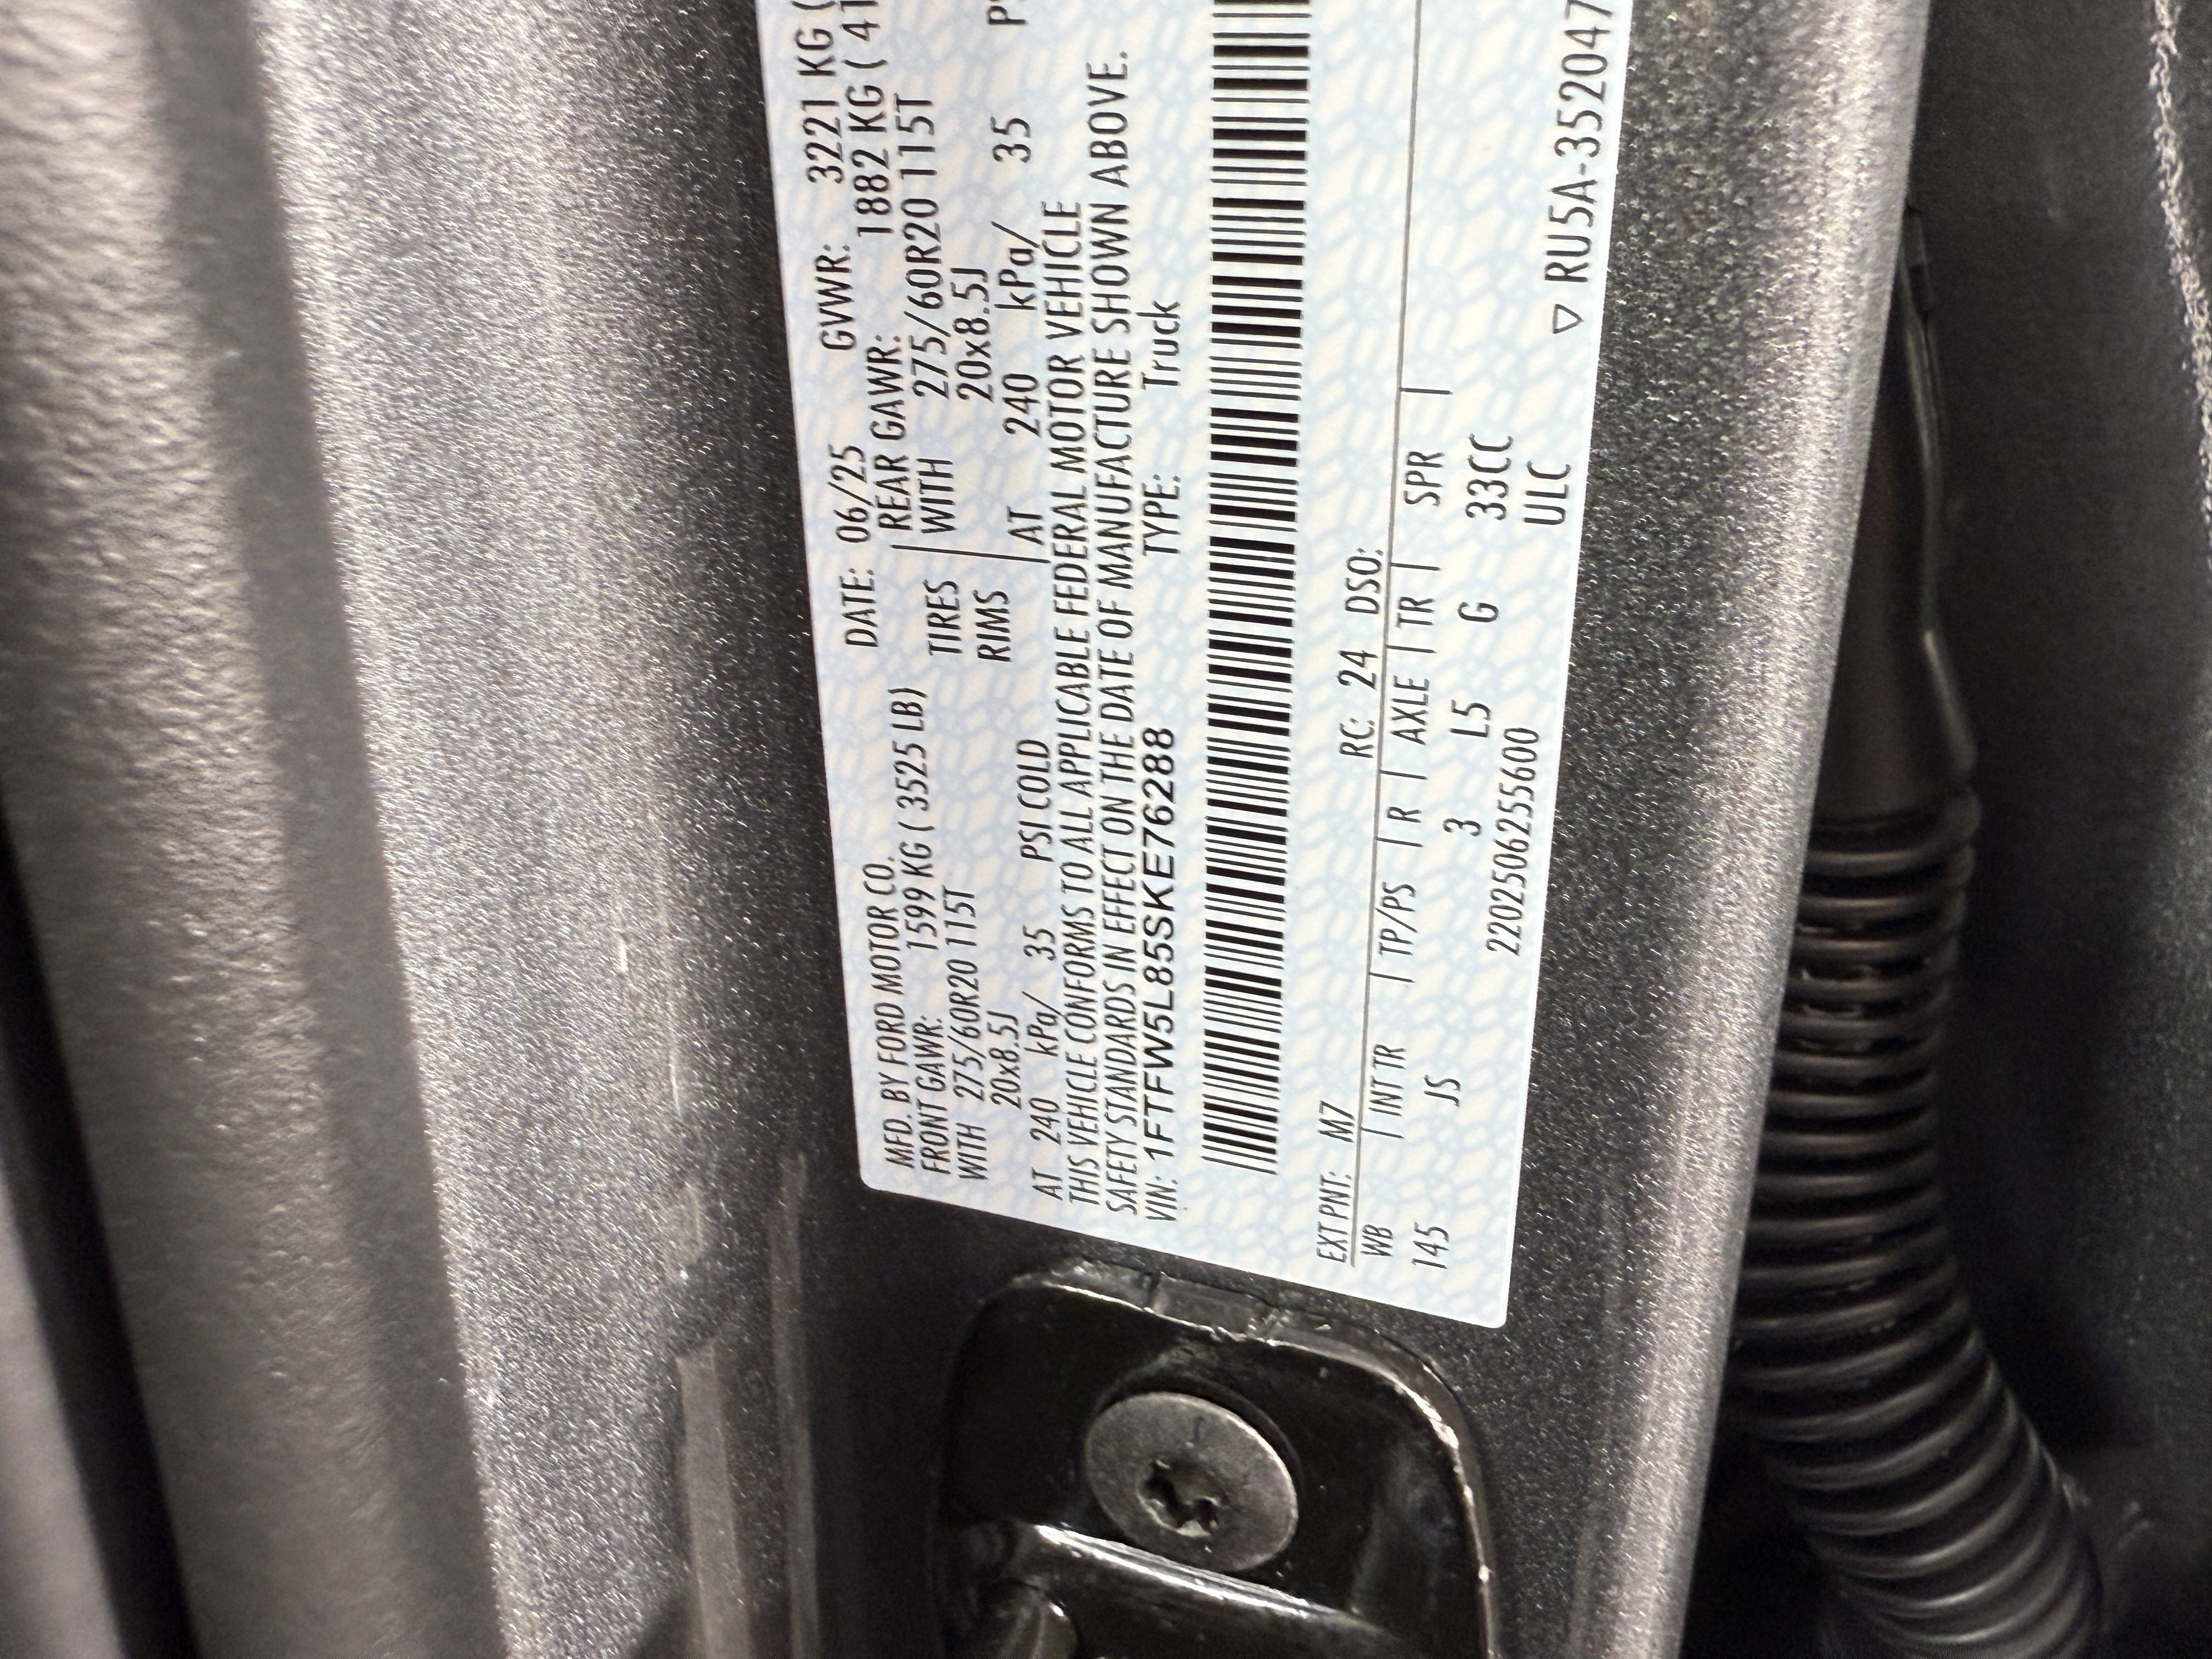 MFD. BY FORD MOTOR CO. DATE: 06/25 GVWR: 3221 KG (
FRONT GAWR: 1599 KG ( 3525 LB) REAR GAWR: 1882 KG ( 41
WITH 275/60R20 115T TIRES WITH 275/60R20 115T
20x8.5J RIMS 20x8.5J
AT 240 kPa/ 35 PSI COLD AT 240 kPa/ 35
THIS VEHICLE CONFORMS TO ALL APPLICABLE FEDERAL MOTOR VEHICLE
SAFETY STANDARDS IN EFFECT ON THE DATE OF MANUFACTURE SHOWN ABOVE.
VIN: 1FTFW5L85SKE76288 TYPE: Truck
EXT PNT: M7 RC: 24 DSO:
WB | INT TR | TP/PS | R | AXLE | TR | SPR |
145 JS 3 L5 G 33CC
2202506255600 ULC
▽ RU5A-3520472